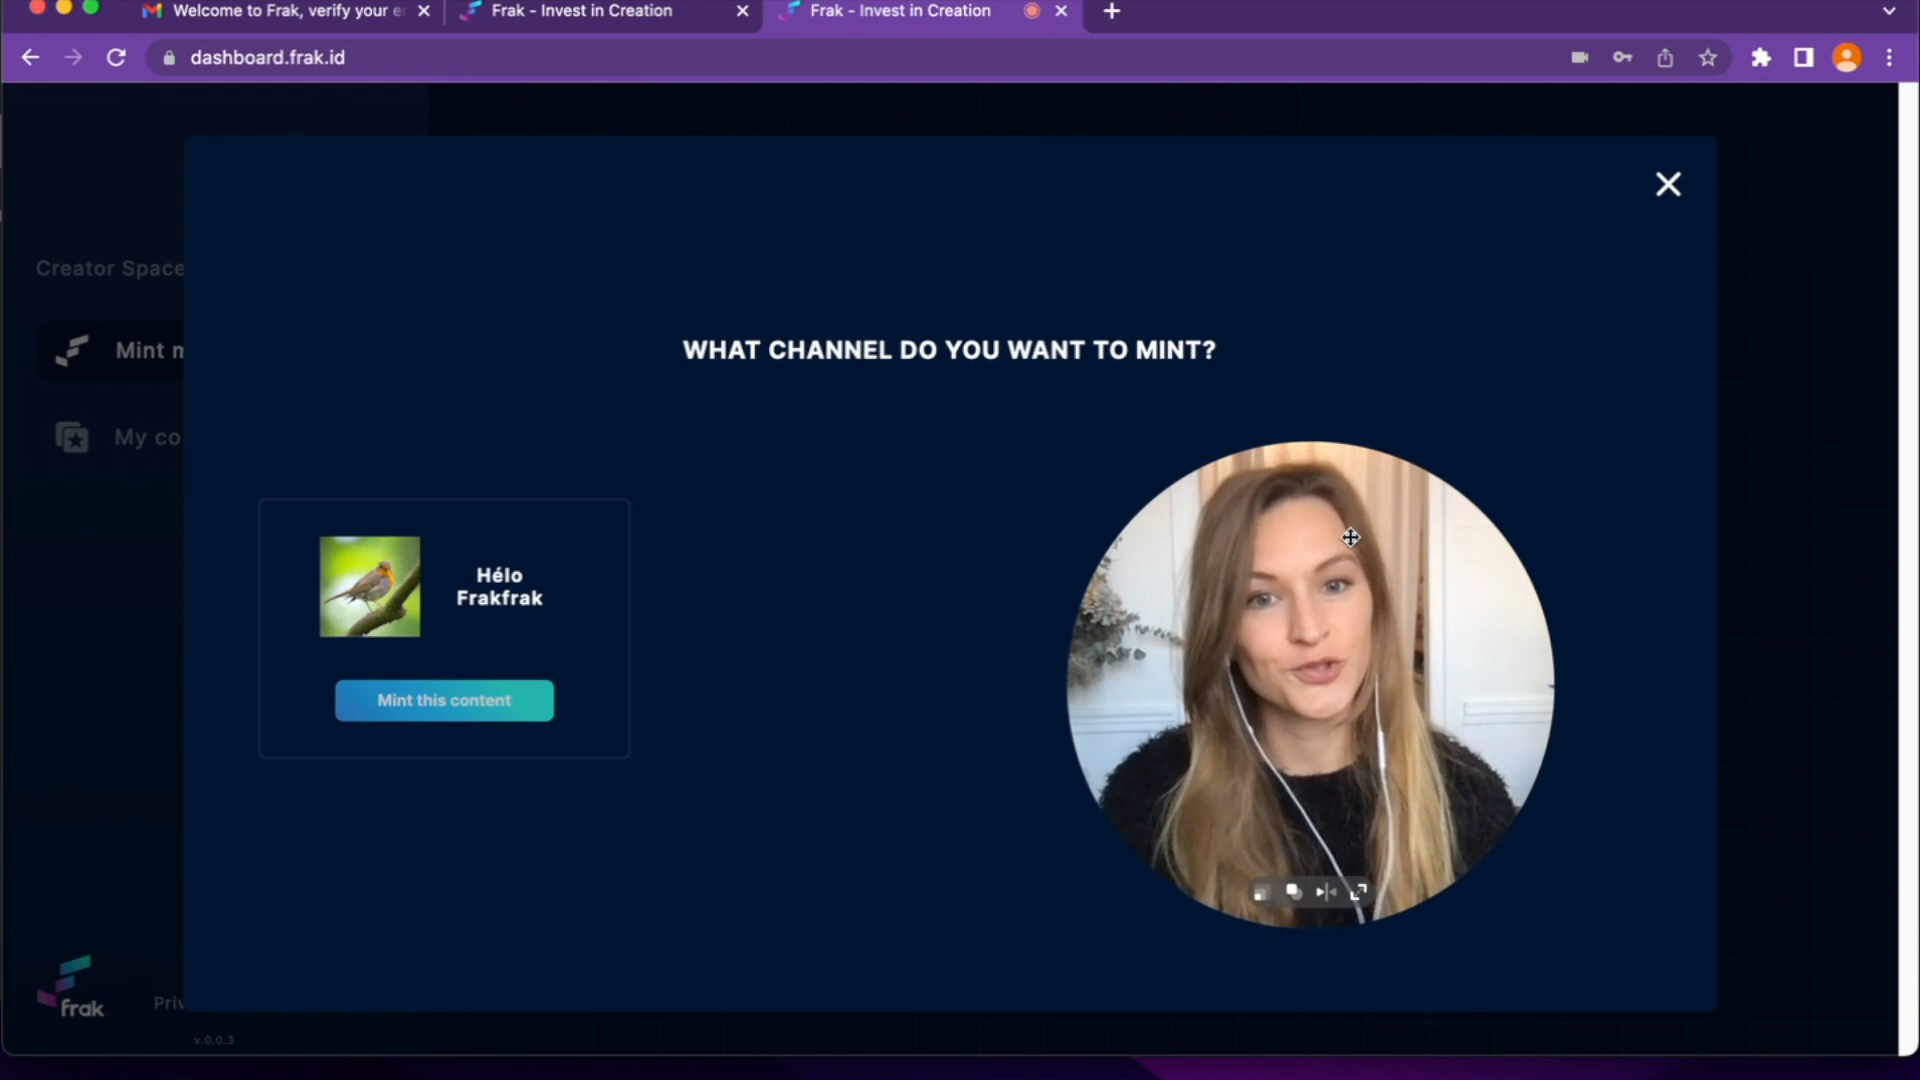 Welcome to Frak, verify your e
Frak - Invest in Creation
Frak - Invest in Creation
dashboard.frak.id
Creator Space
WHAT CHANNEL DO YOU WANT TO MINT?
Mint m
My co
Hélo
Frakfrak
Mint this content
frak
Priv
v.0.0.3